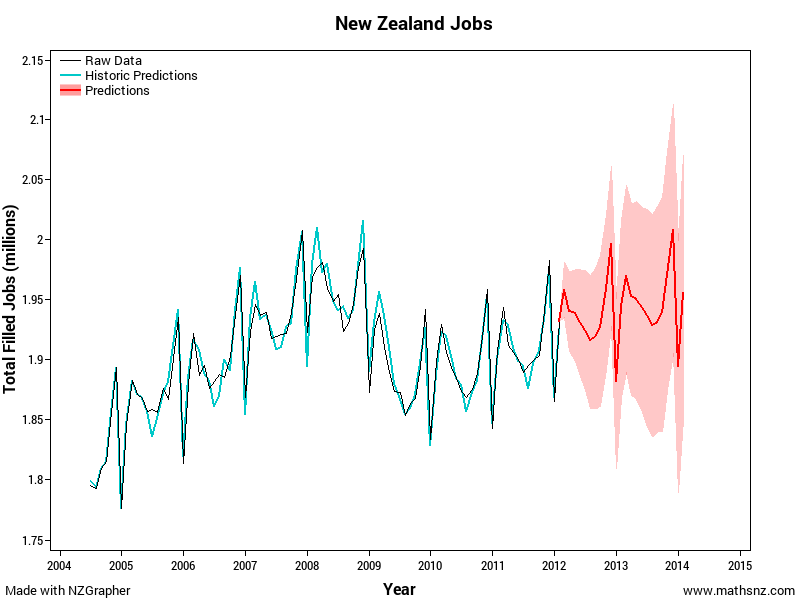 New Zealand Jobs
Raw Data
Historic Predictions
Predictions
Total Filled Jobs (millions)
2.15
2.1
2.05
2
1.95
1.9
1.85
1.8
1.75
2004 2005 2006 2007 2008 2009 2010 2011 2012 2013 2014 2015
Year
Made with NZGrapher
www.mathsnz.com